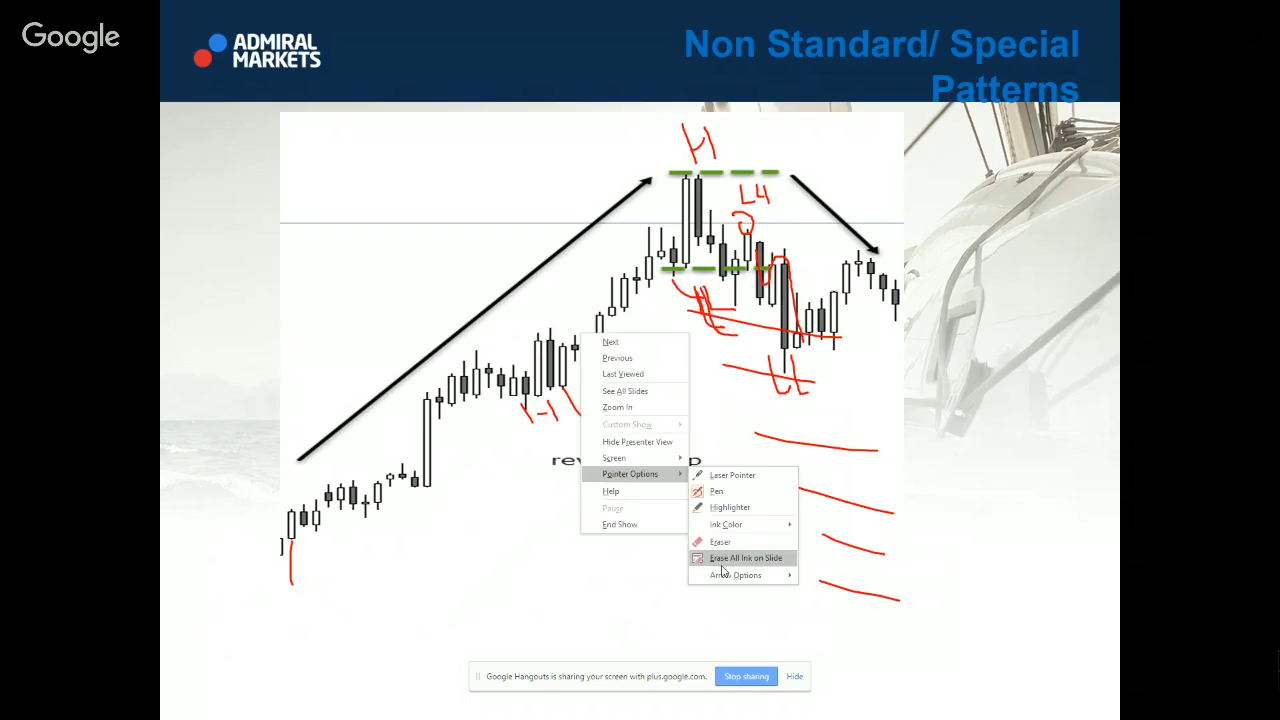 Google
ADMIRAL
MARKETS
Non Standard/ Special
Patterns
H
L4
LL
Next
Previous
Last Viewed
See All Slides
Zoom In
Custom Show
Hide Presenter View
Screen
Pointer Options
Help
Pause
End Show
Laser Pointer
Pen
Highlighter
Ink Color
Eraser
Erase All Ink on Slide
Arrow Options
Google Hangouts is sharing your screen with plus.google.com.
Stop sharing
Hide